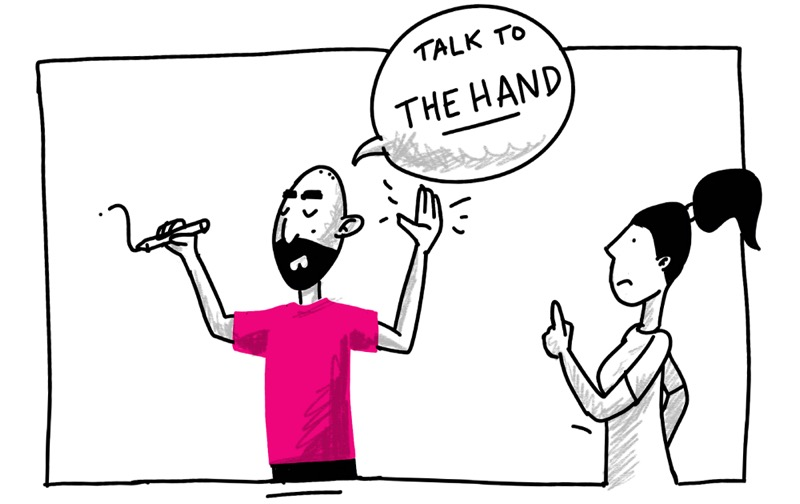 TALK TO
THE HAND